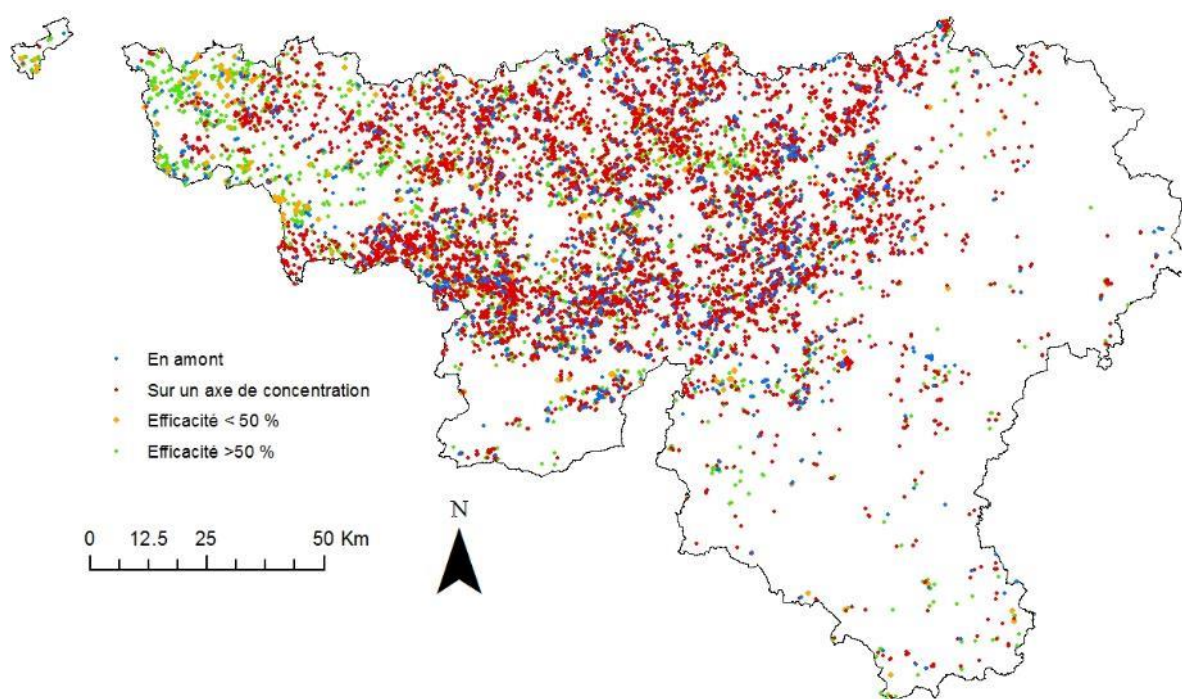 En amont
Sur un axe de concentration
Efficacité < 50 %
Efficacité >50 %
N
0 12.5 25 50 Km